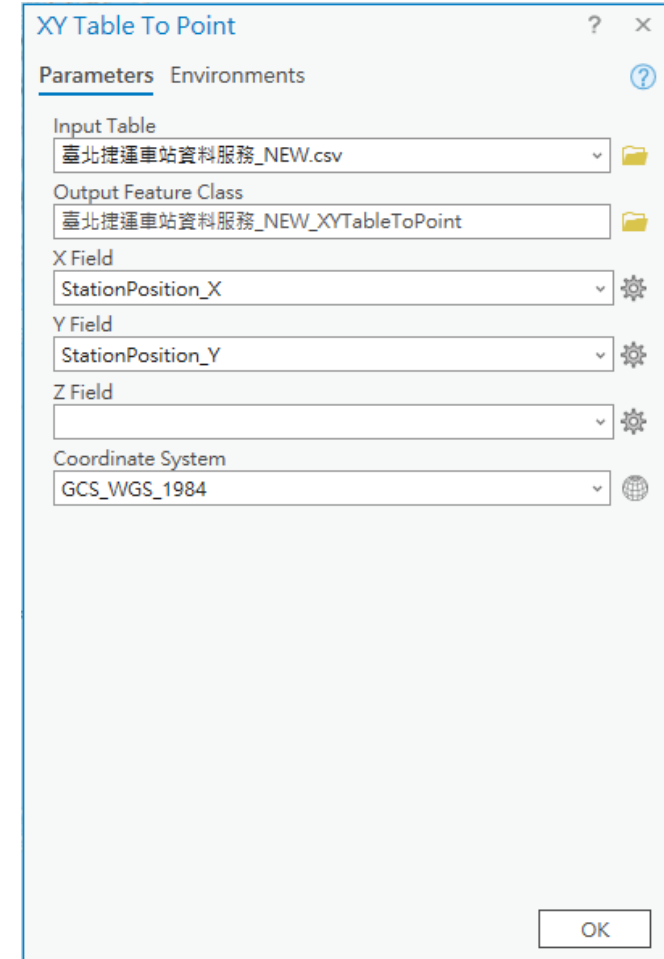 XY Table To Point
Parameters Environments
Input Table
臺北捷運車站資料服務_NEW.csv
Output Feature Class
臺北捷運車站資料服務_NEW_XYTableToPoint
X Field
StationPosition_X
Y Field
StationPosition_Y
Z Field
Coordinate System
GCS_WGS_1984
OK